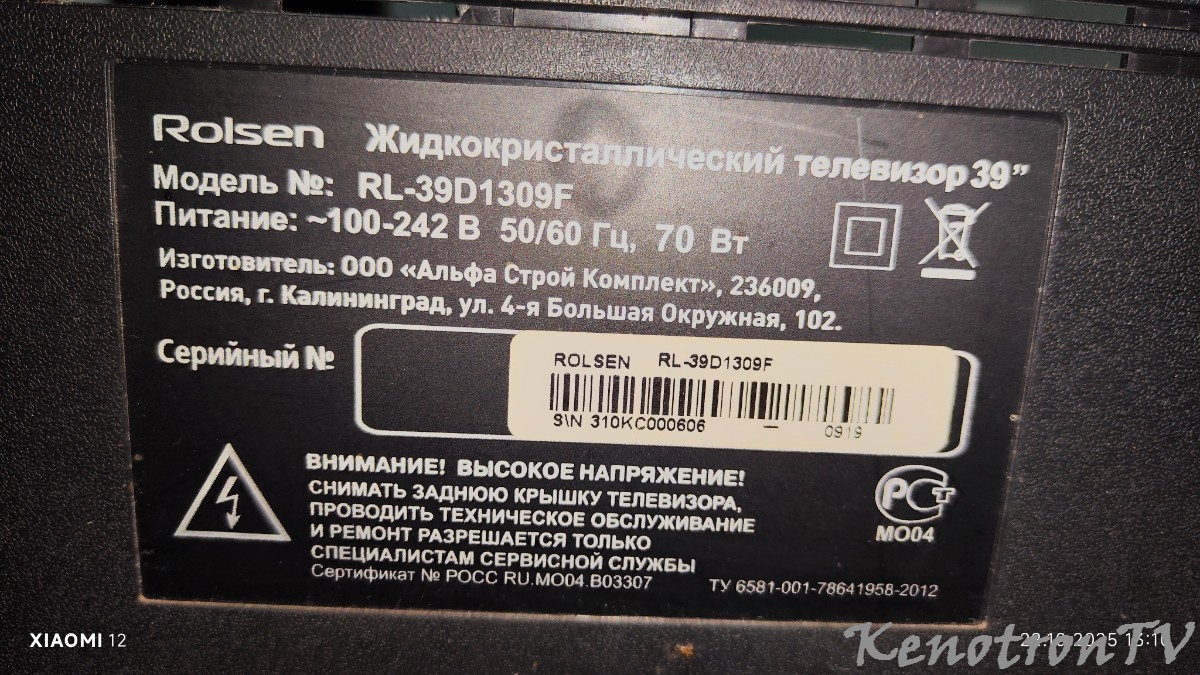 Rolsen Жидкокристаллический телевизор 39”
Модель №: RL-39D1309F
Питание: ~100-242 В 50/60 Гц, 70 Вт
Изготовитель: ООО «Альфа Строй Комплект», 236009,
Россия, г. Калининград, ул. 4-я Большая Окружная, 102.
Серийный №
ROLSEN RL-39D1309F
S\N 310KC000606 — 0919
ВНИМАНИЕ! ВЫСОКОЕ НАПРЯЖЕНИЕ!
СНИМАТЬ ЗАДНЮЮ КРЫШКУ ТЕЛЕВИЗОРА,
ПРОВОДИТЬ ТЕХНИЧЕСКОЕ ОБСЛУЖИВАНИЕ
И РЕМОНТ РАЗРЕШАЕТСЯ ТОЛЬКО
СПЕЦИАЛИСТАМ СЕРВИСНОЙ СЛУЖБЫ
Сертификат № РОСС RU.MO04.B03307
РСТ
МО04
ТУ 6581-001-78641958-2012
XIAOMI 12
KenotronTV